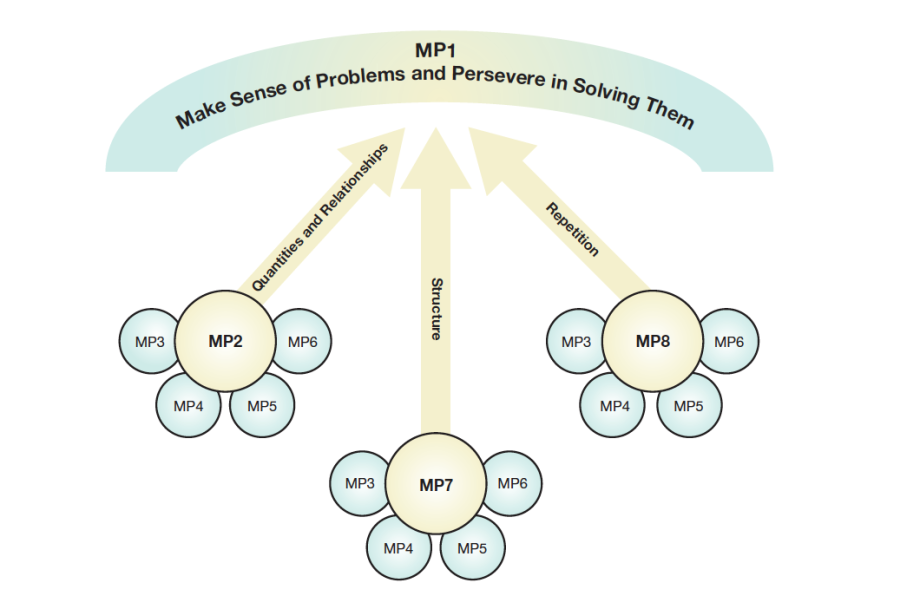 MP1
Make Sense of Problems and Persevere in Solving Them
Quantities and Relationships
Structure
Repetition
MP3
MP2
MP6
MP4
MP5
MP3
MP8
MP6
MP4
MP5
MP3
MP7
MP6
MP4
MP5